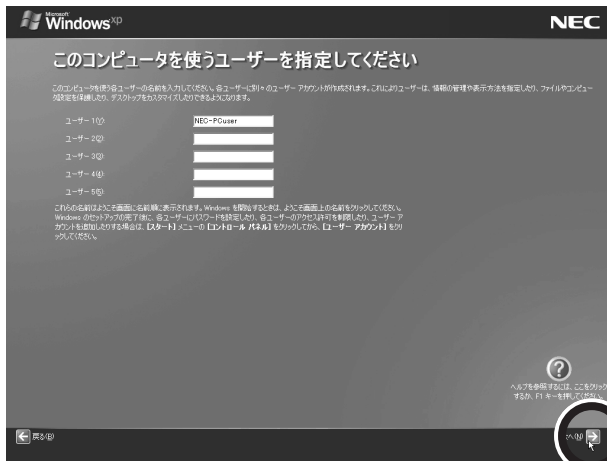 Microsoft
Windows xp
NEC
このコンピュータを使うユーザーを指定してください
このコンピュータを使う各ユーザーの名前を入力してください。各ユーザーに別々のユーザー アカウントが作成されます。これによりユーザーは、情報の管理や表示方法を指定したり、ファイルやコンピュー
タ設定を保護したり、デスクトップをカスタマイズしたりできるようになります。
ユーザー 1(Y):
NEC-PCuser
ユーザー 2(2):
ユーザー 3(3):
ユーザー 4(4):
ユーザー 5(5):
これらの名前はようこそ画面に名前順に表示されます。Windows を開始するときは、ようこそ画面上の名前をクリックしてください。
Windows のセットアップの完了後に、各ユーザーにパスワードを設定したり、各ユーザーのアクセス許可を制限したり、ユーザー ア
カウントを追加したりする場合は、[スタート] メニューの [コントロール パネル] をクリックしてから、[ユーザー アカウント] をクリ
ックしてください。
ヘルプを参照するには、ここをクリック
するか、F1 キーを押してください。
戻る(B)
へ(N)